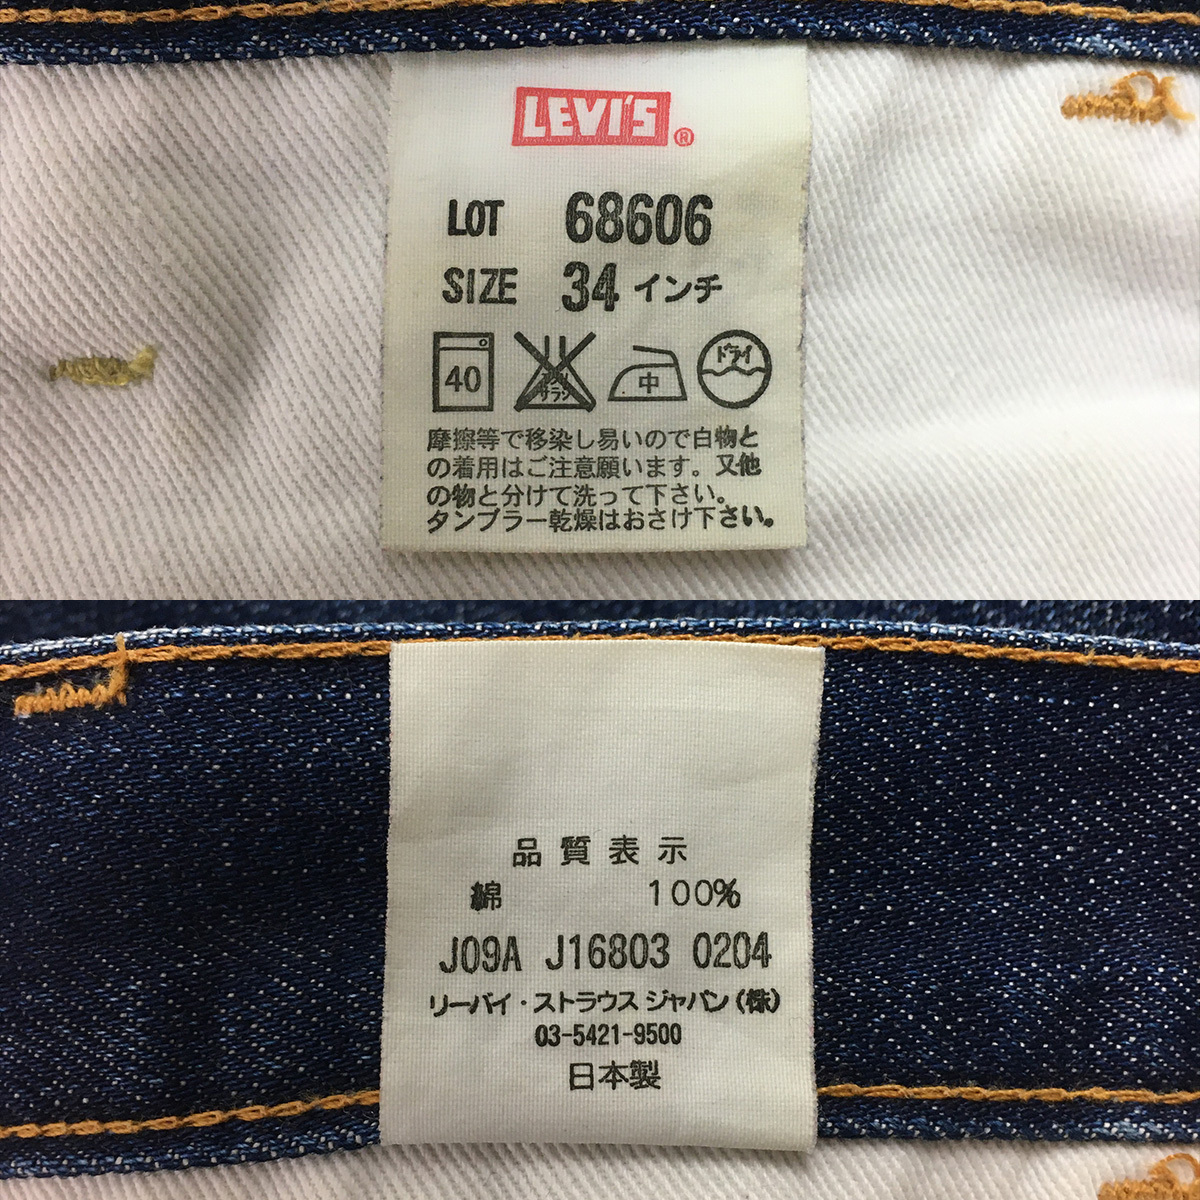 LEVI'S ®
LOT 68606
SIZE 34 インチ
40 サラシ 中 ドライ
摩擦等で移染し易いので白物と
の着用はご注意願います。又他
の物と分けて洗って下さい。
タンブラー乾燥はおさけ下さい。
品質表示
綿 100%
J09A J16803 0204
リーバイ・ストラウス ジャパン(株)
03-5421-9500
日本製